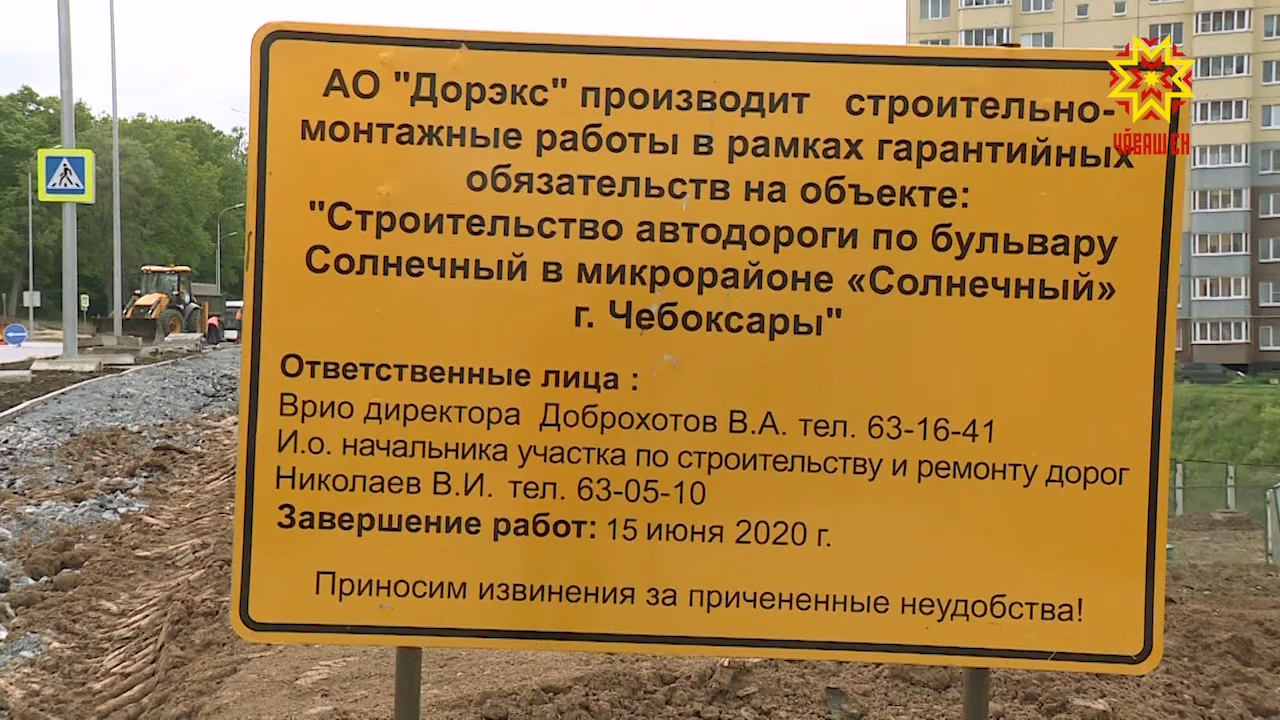 АО "Дорэкс" производит строительно-
монтажные работы в рамках гарантийных
обязательств на объекте:
"Строительство автодороги по бульвару
Солнечный в микрорайоне «Солнечный»
г. Чебоксары"
Ответственные лица :
Врио директора Доброхотов В.А. тел. 63-16-41
И.о. начальника участка по строительству и ремонту дорог
Николаев В.И. тел. 63-05-10
Завершение работ: 15 июня 2020 г.
Приносим извинения за причененные неудобства!
ЧӐВАШ ЕН